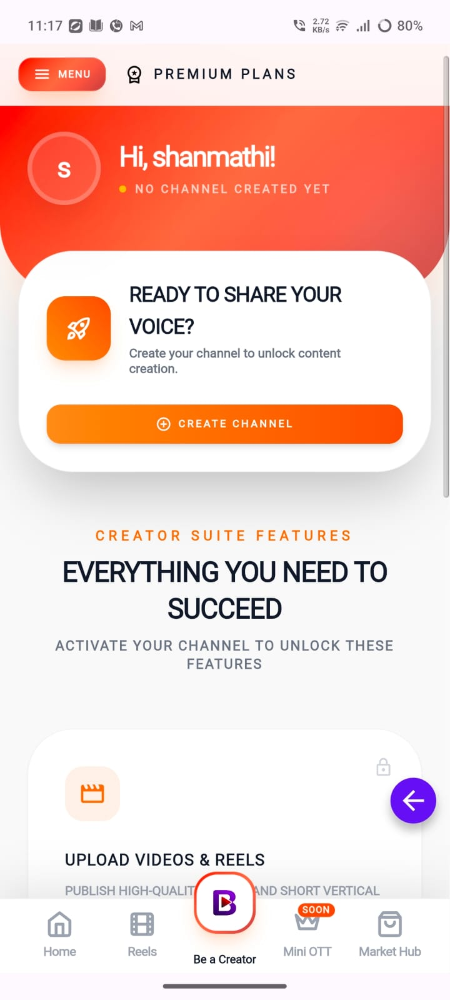 11:17
2.72
KB/s
80%
MENU
PREMIUM PLANS
S
Hi, shanmathi!
NO CHANNEL CREATED YET
READY TO SHARE YOUR
VOICE?
Create your channel to unlock content
creation.
CREATE CHANNEL
CREATOR SUITE FEATURES
EVERYTHING YOU NEED TO
SUCCEED
ACTIVATE YOUR CHANNEL TO UNLOCK THESE
FEATURES
UPLOAD VIDEOS & REELS
PUBLISH AND SHORT VERTICAL
B
SOON
Home
Reels
Be a Creator
Mini OTT
Market Hub